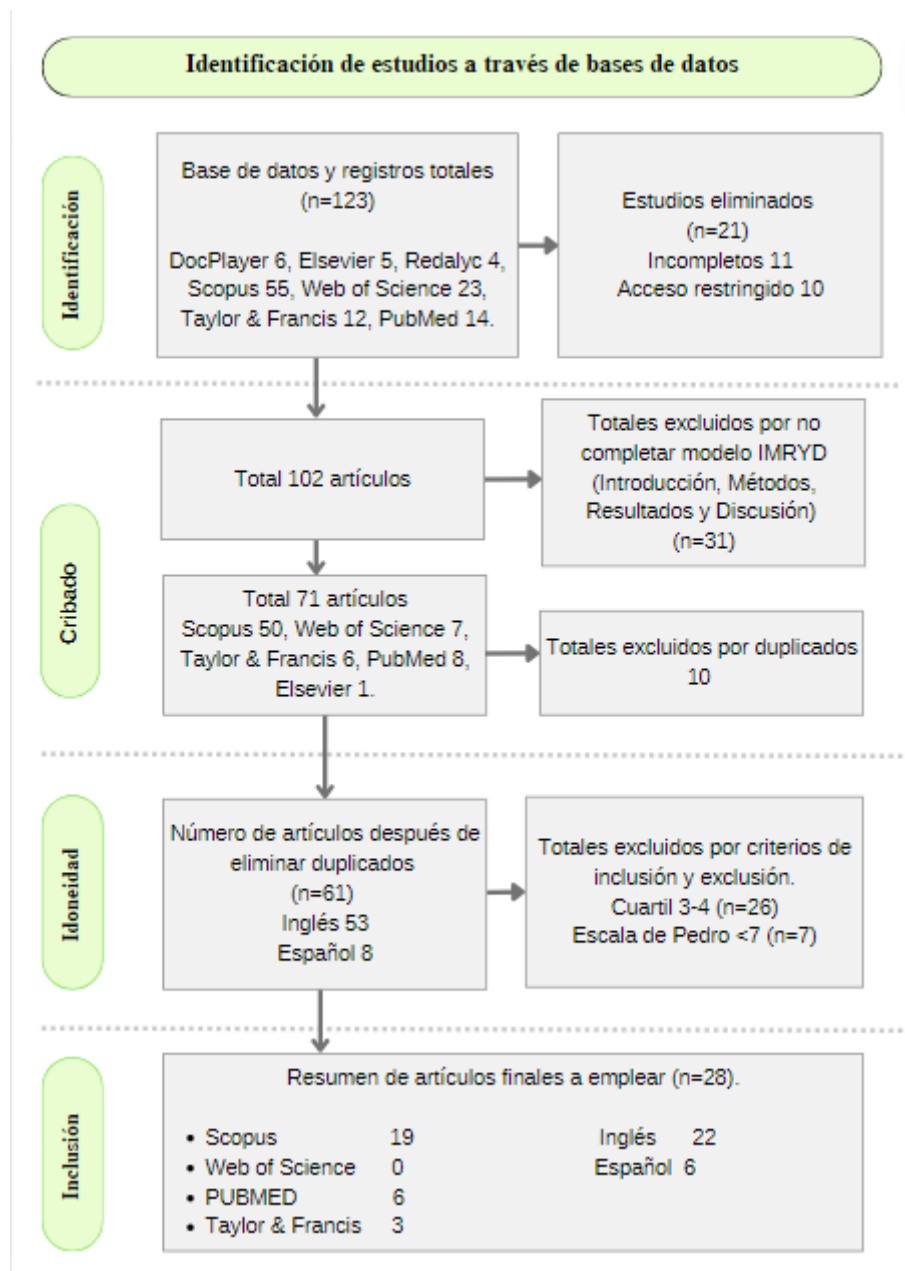 Identificación de estudios a través de bases de datos
Identificación
Base de datos y registros totales
(n=123)
DocPlayer 6, Elsevier 5, Redalyc 4,
Scopus 55, Web of Science 23,
Taylor & Francis 12, PubMed 14.
Estudios eliminados
(n=21)
Incompletos 11
Acceso restringido 10
Cribado
Total 102 artículos
Totales excluidos por no
completar modelo IMRYD
(Introducción, Métodos,
Resultados y Discusión)
(n=31)
Total 71 artículos
Scopus 50, Web of Science 7,
Taylor & Francis 6, PubMed 8,
Elsevier 1.
Totales excluidos por duplicados
10
Idoneidad
Número de artículos después de
eliminar duplicados
(n=61)
Inglés 53
Español 8
Totales excluidos por criterios de
inclusión y exclusión.
Cuartil 3-4 (n=26)
Escala de Pedro <7 (n=7)
Inclusión
Resumen de artículos finales a emplear (n=28).
• Scopus 19
• Web of Science 0
• PUBMED 6
• Taylor & Francis 3
Inglés 22
Español 6